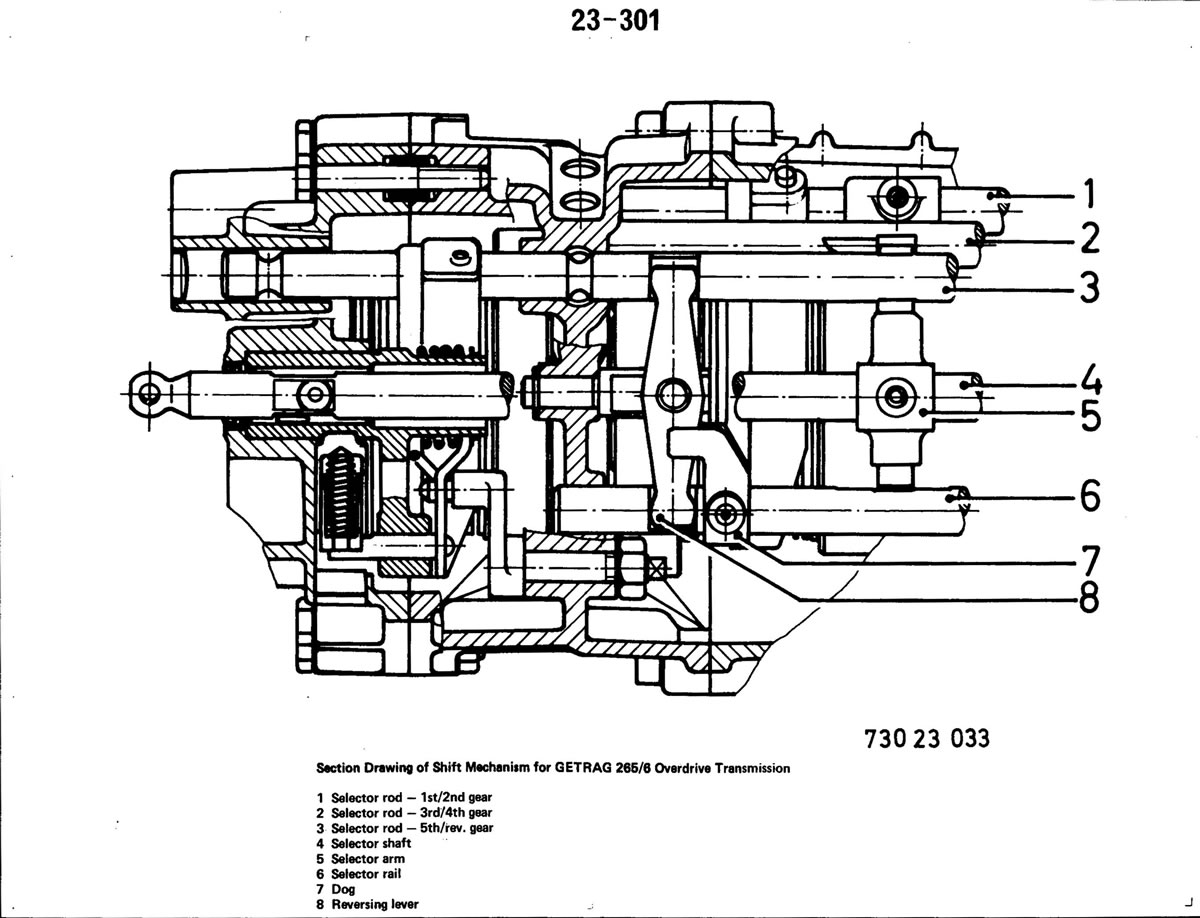 23-301
1
2
3
4
5
6
7
8
730 23 033
Section Drawing of Shift Mechanism for GETRAG 265/6 Overdrive Transmission
1 Selector rod — 1st/2nd gear
2 Selector rod — 3rd/4th gear
3 Selector rod — 5th/rev. gear
4 Selector shaft
5 Selector arm
6 Selector rail
7 Dog
8 Reversing lever